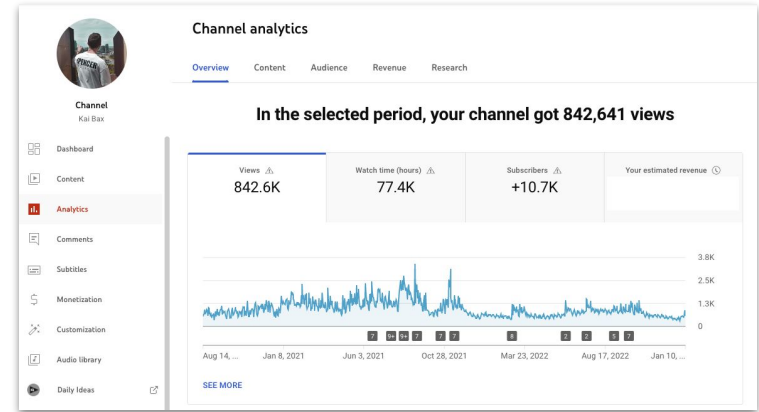 Channel analytics
Overview Content Audience Revenue Research
Channel
Kai Bax
In the selected period, your channel got 842,641 views
Dashboard
Content
Analytics
Comments
Subtitles
Monetization
Customization
Audio library
Daily Ideas
Views
842.6K
Watch time (hours)
77.4K
Subscribers
+10.7K
Your estimated revenue
3.8K
2.5K
1.3K
0
7 9+ 9+ 7 7 7 8 2 2 5 7
Aug 14, ... Jan 8, 2021 Jun 3, 2021 Oct 28, 2021 Mar 23, 2022 Aug 17, 2022 Jan 10, ...
SEE MORE